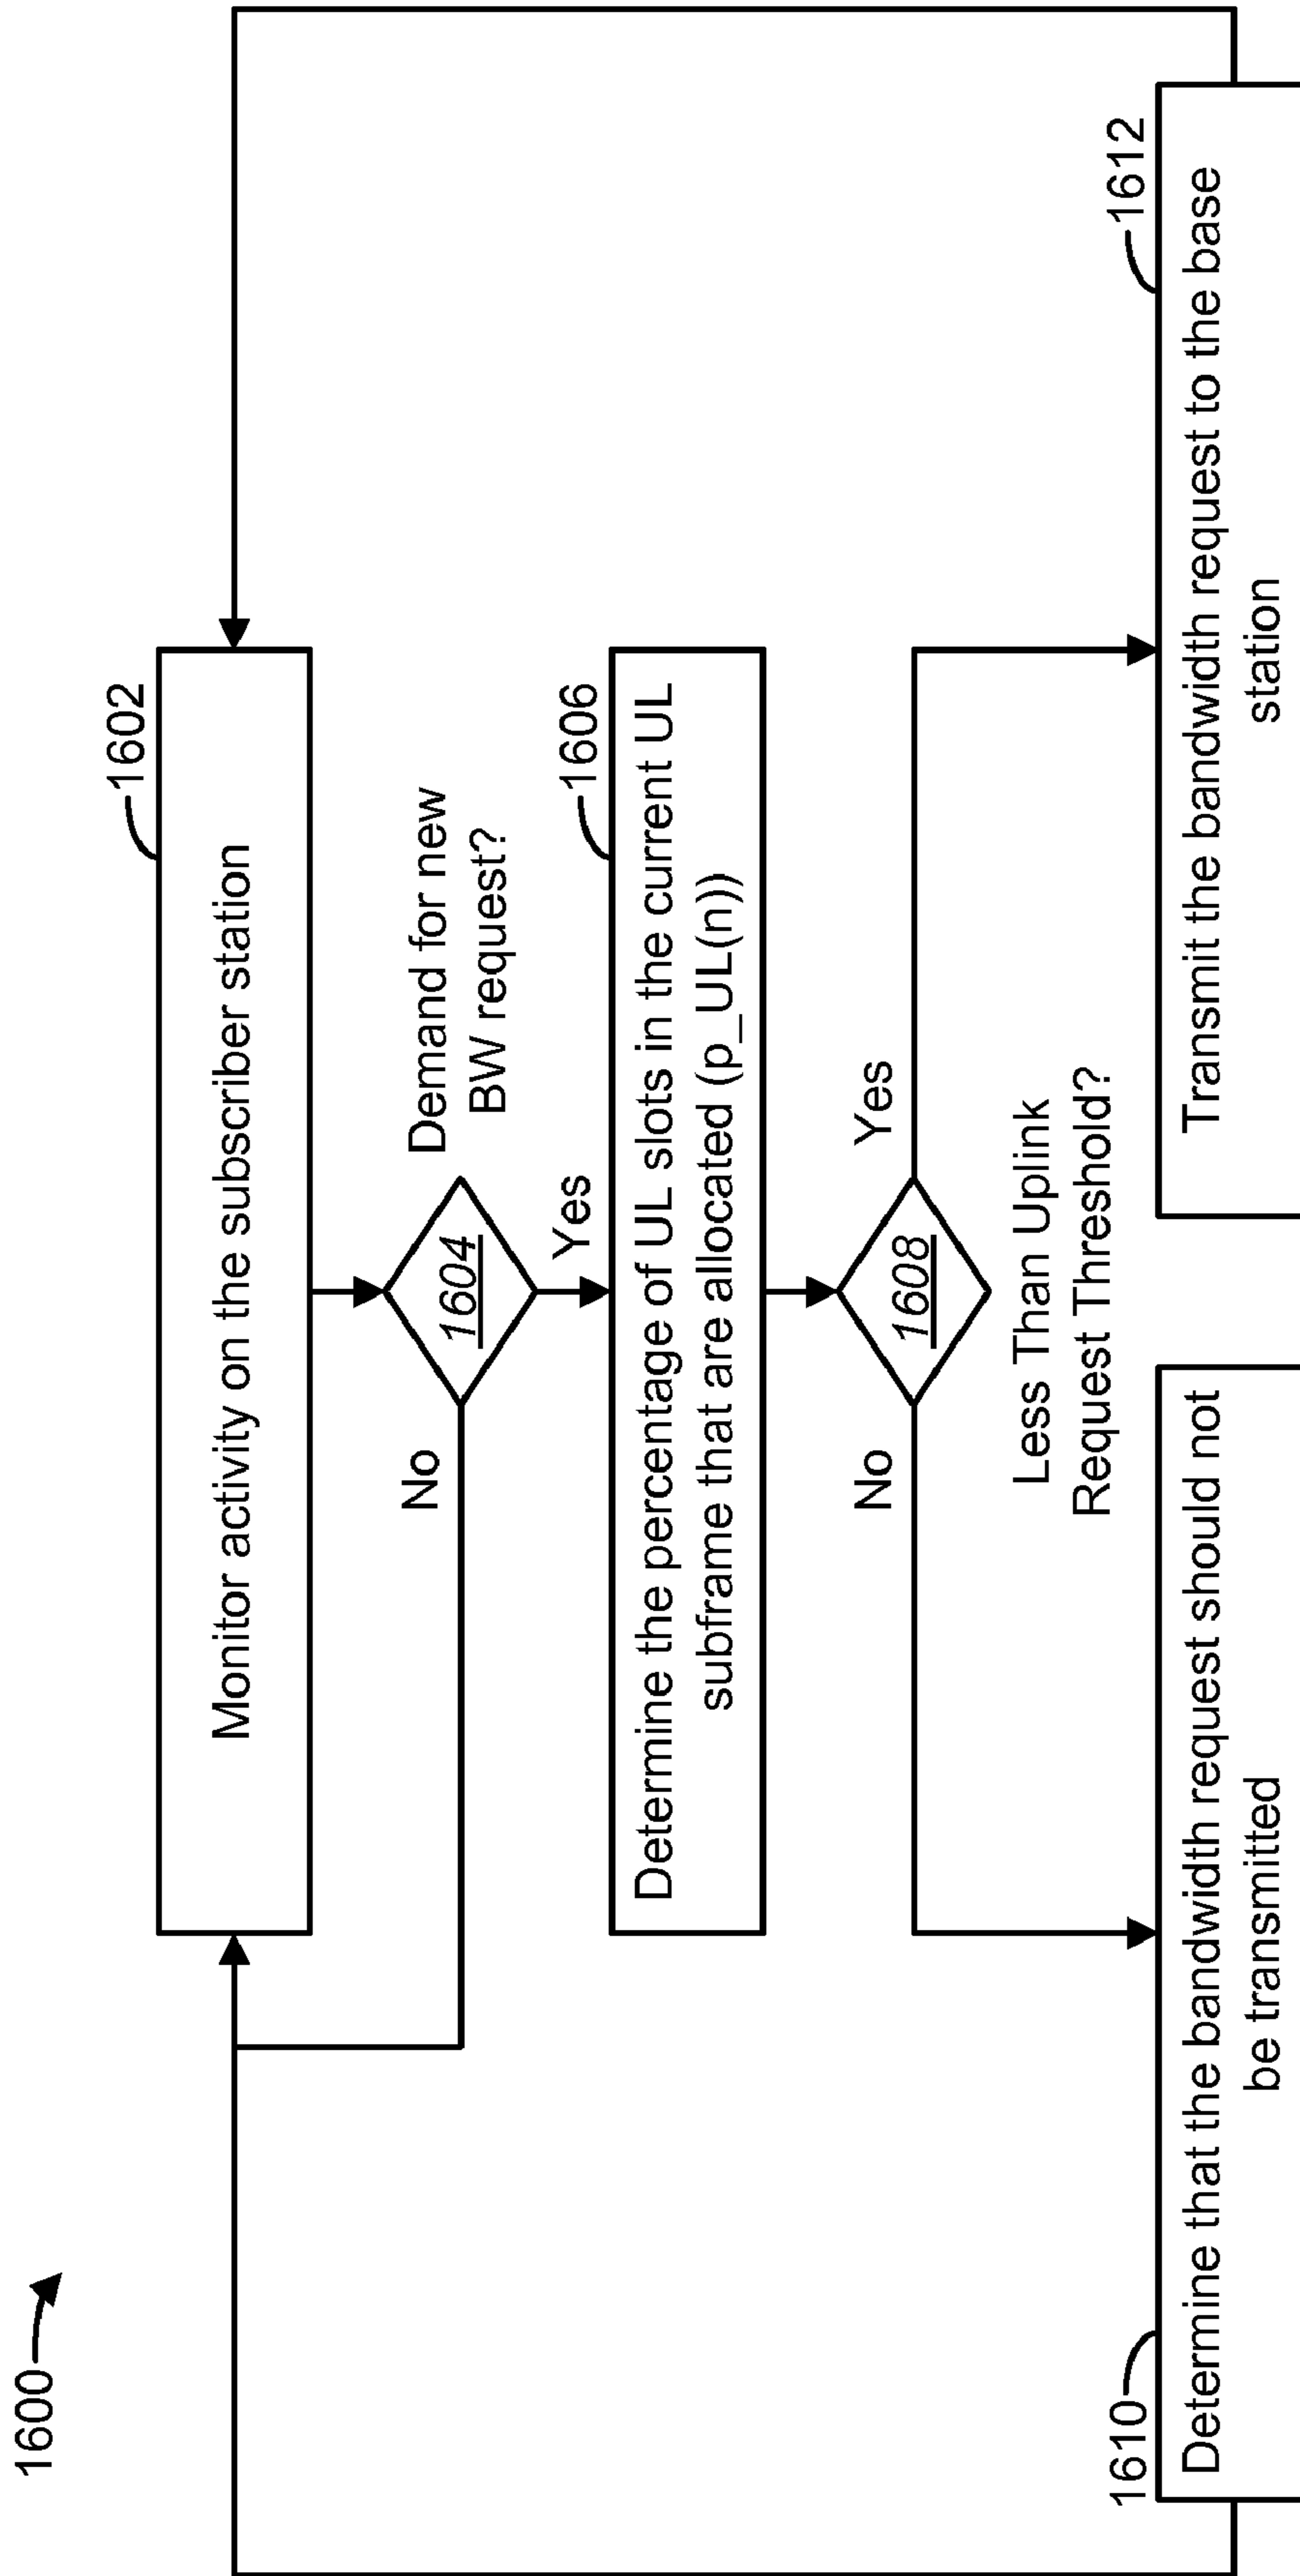 1600
1602
Monitor activity on the subscriber station
Demand for new
BW request?
1604
No
Yes
1606
Determine the percentage of UL slots in the current UL
subframe that are allocated (p_UL(n))
1608
No
Yes
Less Than Uplink
Request Threshold?
1610
Determine that the bandwidth request should not
be transmitted
1612
Transmit the bandwidth request to the base
station